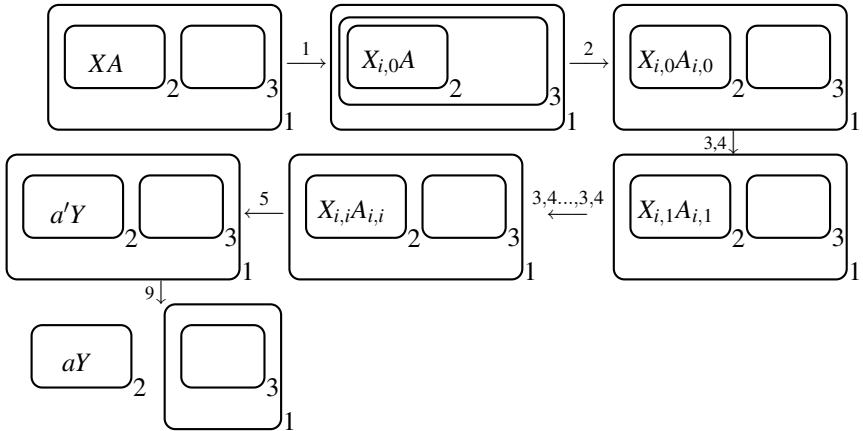 XA 2 3 1
1
X_{i,0}A 2 3 1
2
X_{i,0}A_{i,0} 2 3 1
3,4
a′Y 2 3 1
5
X_{i,i}A_{i,i} 2 3 1
3,4...,3,4
X_{i,1}A_{i,1} 2 3 1
9
aY 2 3 1